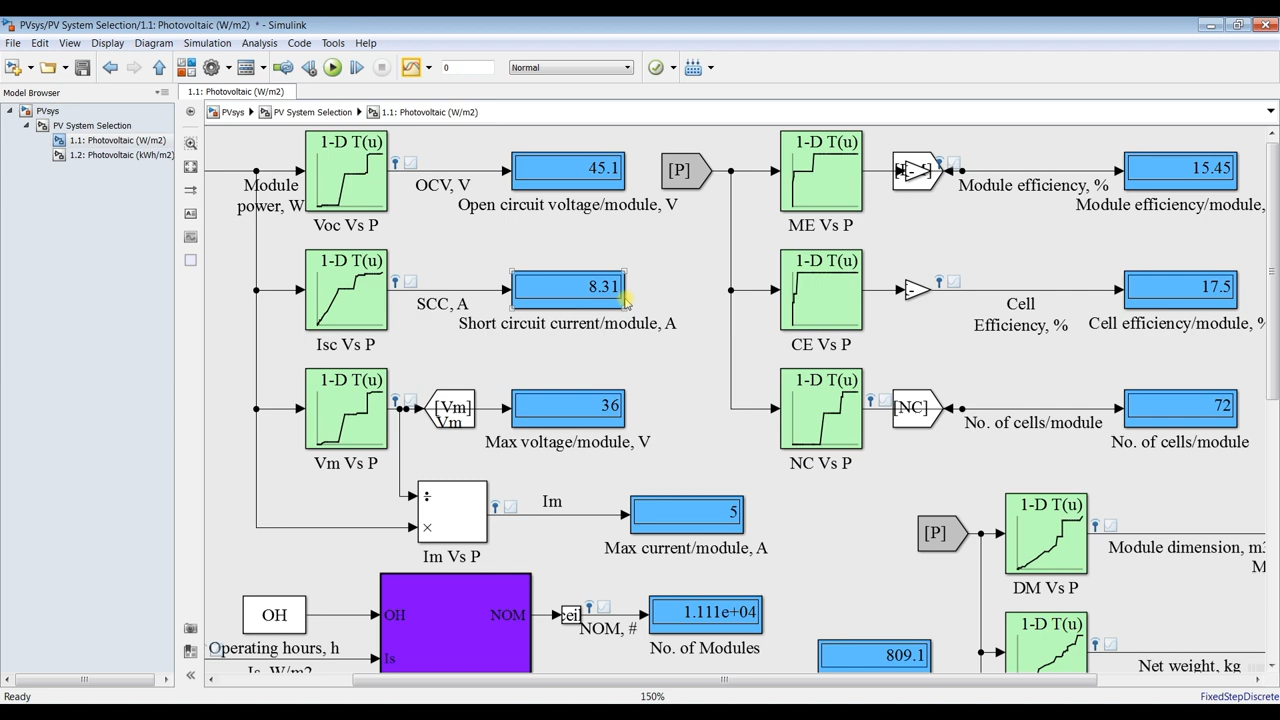 PVsys/PV System Selection/1.1: Photovoltaic (W/m2) * - Simulink
File Edit View Display Diagram Simulation Analysis Code Tools Help
0 Normal
Model Browser
1.1: Photovoltaic (W/m2)
PVsys
PV System Selection
1.1: Photovoltaic (W/m2)
1.2: Photovoltaic (kWh/m2)
PVsys PV System Selection 1.1: Photovoltaic (W/m2)
Module power, W
1-D T(u)
Voc Vs P
OCV, V
45.1
Open circuit voltage/module, V
[P]
1-D T(u)
ME Vs P
Module efficiency, %
15.45
Module efficiency/module,
1-D T(u)
Isc Vs P
SCC, A
8.31
Short circuit current/module, A
1-D T(u)
CE Vs P
-
Cell
Efficiency, %
17.5
Cell efficiency/module, %
1-D T(u)
Vm Vs P
[Vm]
Vm
36
Max voltage/module, V
1-D T(u)
NC Vs P
[NC]
No. of cells/module
72
No. of cells/module
÷
×
Im Vs P
Im
5
Max current/module, A
[P]
1-D T(u)
DM Vs P
Module dimension, m3
M
OH
Operating hours, h
Is, W/m2
OH
Is
NOM
NOM, #
1.111e+04
No. of Modules
809.1
1-D T(u)
Net weight, kg
Ready
150%
FixedStepDiscrete